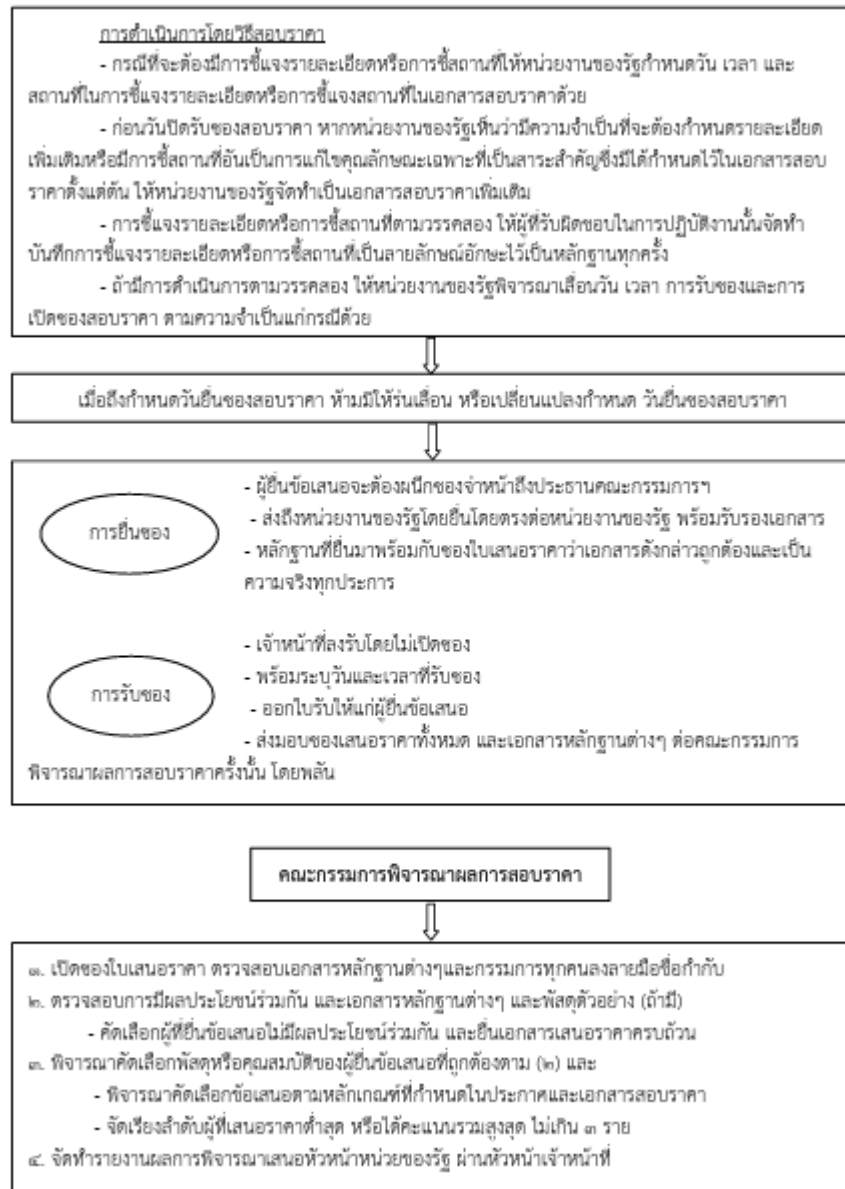 การดำเนินการโดยวิธีสอบราคา
- กรณีที่จะต้องมีการชี้แจงรายละเอียดหรือการชี้สถานที่ให้หน่วยงานของรัฐกำหนดวัน เวลา และ
สถานที่ในการชี้แจงรายละเอียดหรือการชี้แจงสถานที่ในเอกสารสอบราคาด้วย
- ก่อนวันปิดรับซองสอบราคา หากหน่วยงานของรัฐเห็นว่ามีความจำเป็นที่จะต้องกำหนดรายละเอียด
เพิ่มเติมหรือมีการชี้สถานที่อันเป็นการแก้ไขคุณลักษณะเฉพาะที่เป็นสาระสำคัญซึ่งมิได้กำหนดไว้ในเอกสารสอบ
ราคาตั้งแต่ต้น ให้หน่วยงานของรัฐจัดทำเป็นเอกสารสอบราคาเพิ่มเติม
- การชี้แจงรายละเอียดหรือการชี้สถานที่ตามวรรคสอง ให้ผู้ที่รับผิดชอบในการปฏิบัติงานนั้นจัดทำ
บันทึกการชี้แจงรายละเอียดหรือการชี้สถานที่เป็นลายลักษณ์อักษะไว้เป็นหลักฐานทุกครั้ง
- ถ้ามีการดำเนินการตามวรรคสอง ให้หน่วยงานของรัฐพิจารณาเลื่อนวัน เวลา การรับซองและการ
เปิดซองสอบราคา ตามความจำเป็นแก่กรณีด้วย
เมื่อถึงกำหนดวันยื่นซองสอบราคา ห้ามมิให้ร่นเลื่อน หรือเปลี่ยนแปลงกำหนด วันยื่นซองสอบราคา
การยื่นซอง
- ผู้ยื่นข้อเสนอจะต้องผนึกซองจ่าหน้าถึงประธานคณะกรรมการฯ
- ส่งถึงหน่วยงานของรัฐโดยยื่นโดยตรงต่อหน่วยงานของรัฐ พร้อมรับรองเอกสาร
- หลักฐานที่ยื่นมาพร้อมกับซองใบเสนอราคาว่าเอกสารดังกล่าวถูกต้องและเป็น
ความจริงทุกประการ
การรับซอง
- เจ้าหน้าที่ลงรับโดยไม่เปิดซอง
- พร้อมระบุวันและเวลาที่รับซอง
- ออกใบรับให้แก่ผู้ยื่นข้อเสนอ
- ส่งมอบซองเสนอราคาทั้งหมด และเอกสารหลักฐานต่างๆ ต่อคณะกรรมการ
พิจารณาผลการสอบราคาครั้งนั้น โดยพลัน
คณะกรรมการพิจารณาผลการสอบราคา
๑. เปิดซองใบเสนอราคา ตรวจสอบเอกสารหลักฐานต่างๆและกรรมการทุกคนลงลายมือชื่อกำกับ
๒. ตรวจสอบการมีผลประโยชน์ร่วมกัน และเอกสารหลักฐานต่างๆ และพัสดุตัวอย่าง (ถ้ามี)
- คัดเลือกผู้ที่ยื่นข้อเสนอไม่มีผลประโยชน์ร่วมกัน และยื่นเอกสารเสนอราคาครบถ้วน
๓. พิจารณาคัดเลือกพัสดุหรือคุณสมบัติของผู้ยื่นข้อเสนอที่ถูกต้องตาม (๒) และ
- พิจารณาคัดเลือกข้อเสนอตามหลักเกณฑ์ที่กำหนดในประกาศและเอกสารสอบราคา
- จัดเรียงลำดับผู้ที่เสนอราคาต่ำสุด หรือได้คะแนนรวมสูงสุด ไม่เกิน ๓ ราย
๔. จัดทำรายงานผลการพิจารณาเสนอหัวหน้าหน่วยของรัฐ ผ่านหัวหน้าเจ้าหน้าที่